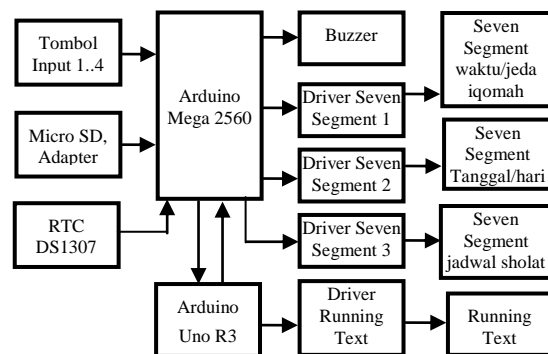 Tombol
Input 1..4
Micro SD,
Adapter
RTC
DS1307
Arduino
Mega 2560
Arduino
Uno R3
Buzzer
Driver Seven
Segment 1
Driver Seven
Segment 2
Driver Seven
Segment 3
Driver
Running
Text
Seven
Segment
waktu/jeda
iqomah
Seven
Segment
Tanggal/hari
Seven
Segment
jadwal sholat
Running
Text